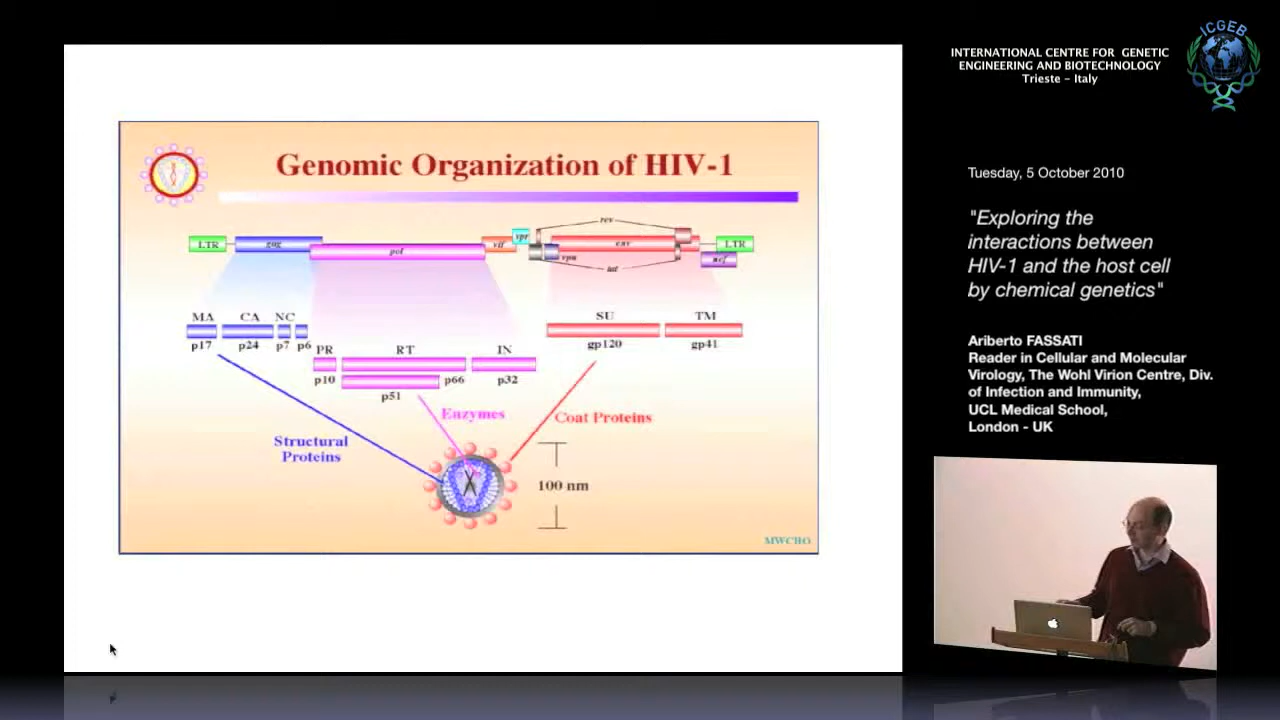 Genomic Organization of HIV-1
LTR
gag
pol
vif
vpr
rev
env
vpu
tat
LTR
nef
MA
CA
NC
p17
p24
p7
p6
PR
RT
IN
p10
p66
p32
p51
SU
TM
gp120
gp41
Enzymes
Coat Proteins
Structural
Proteins
100 nm
MWCHO
INTERNATIONAL CENTRE FOR GENETIC
ENGINEERING AND BIOTECHNOLOGY
Trieste - Italy
ICGEB
Tuesday, 5 October 2010
"Exploring the
interactions between
HIV-1 and the host cell
by chemical genetics"
Ariberto FASSATI
Reader in Cellular and Molecular
Virology, The Wohl Virion Centre, Div.
of Infection and Immunity,
UCL Medical School,
London - UK